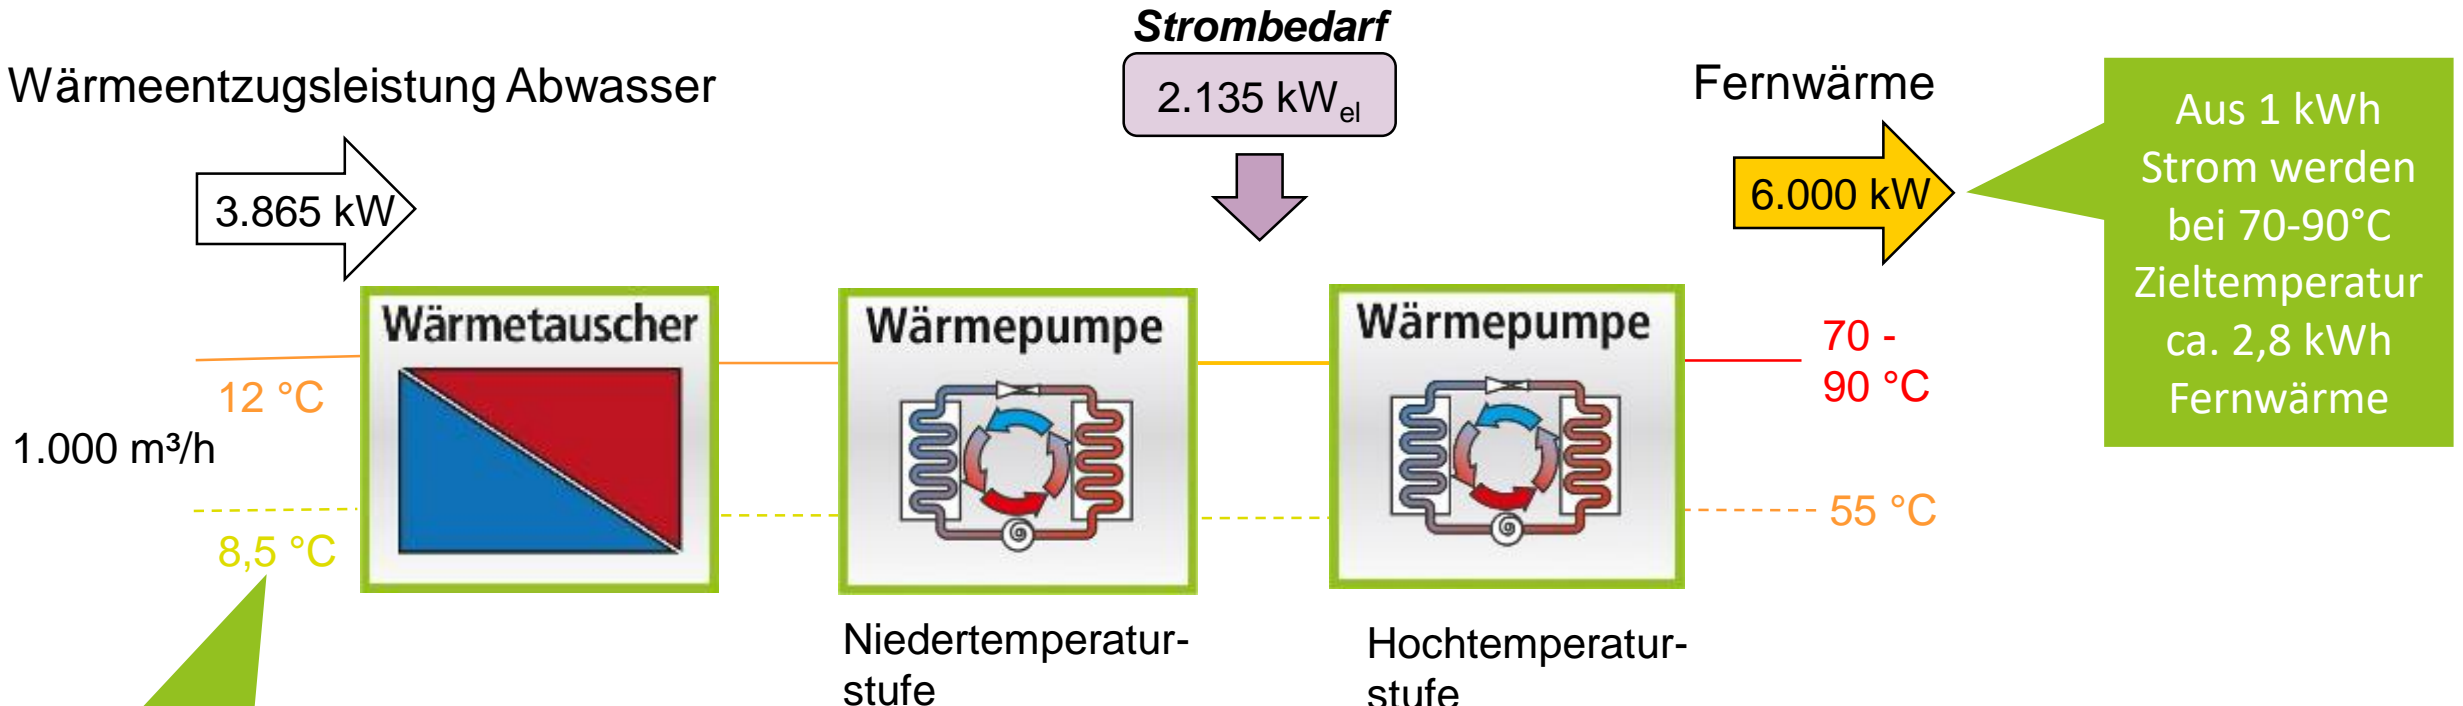 Strombedarf
2.135 kWel
Wärmeentzugsleistung Abwasser
3.865 kW
Fernwärme
6.000 kW
Aus 1 kWh
Strom werden
bei 70-90°C
Zieltemperatur
ca. 2,8 kWh
Fernwärme
12 °C
1.000 m³/h
8,5 °C
Wärmetauscher
Wärmepumpe
Wärmepumpe
70 -
90 °C
55 °C
Niedertemperatur-
stufe
Hochtemperatur-
stufe